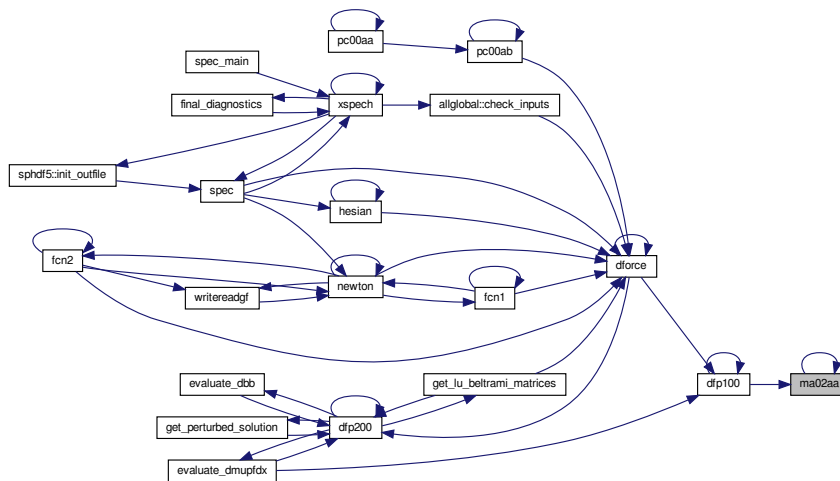 pc00aa
pc00ab
spec_main
final_diagnostics
xspech
allglobal::check_inputs
sphdf5::init_outfile
spec
hesian
fcn2
dforce
newton
writereadgf
fcn1
evaluate_dbb
get_lu_beltrami_matrices
dfp100
ma02aa
get_perturbed_solution
dfp200
evaluate_dmupfdx